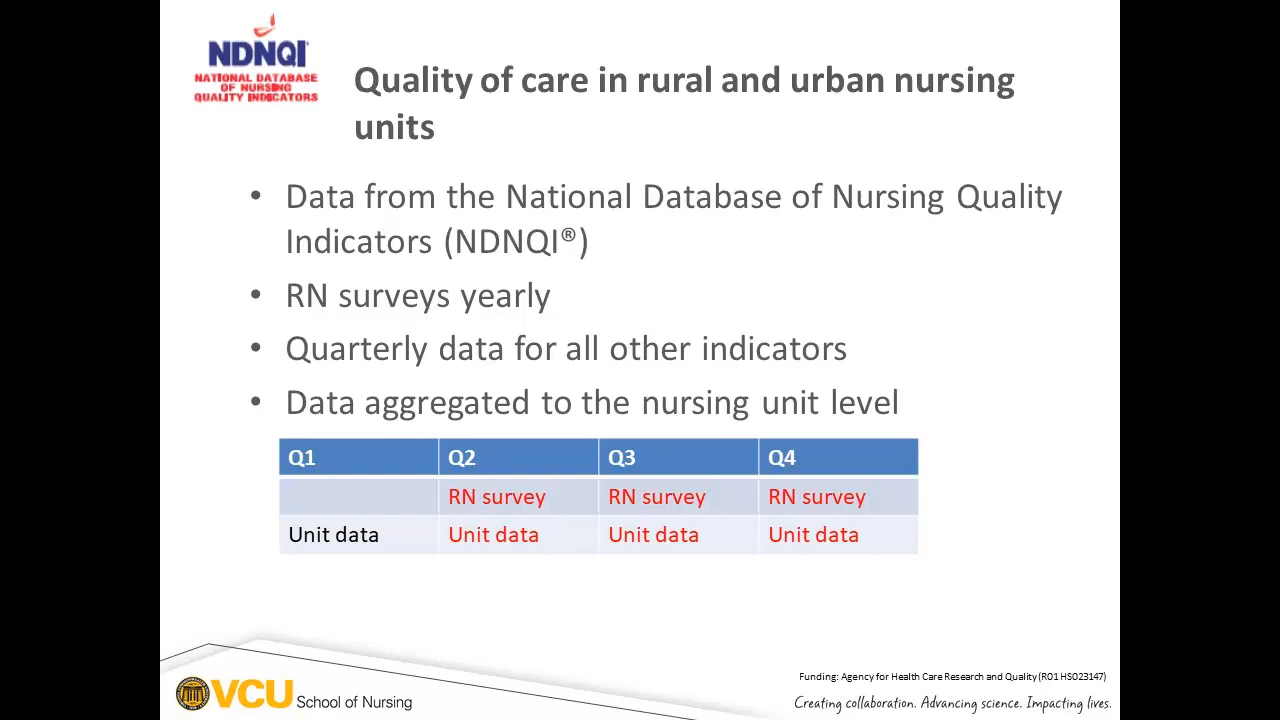 NDNQI®
NATIONAL DATABASE
OF NURSING
QUALITY INDICATORS
Quality of care in rural and urban nursing
units
• Data from the National Database of Nursing Quality
Indicators (NDNQI®)
• RN surveys yearly
• Quarterly data for all other indicators
• Data aggregated to the nursing unit level
Q1 Q2 Q3 Q4
RN survey RN survey RN survey
Unit data Unit data Unit data Unit data
Funding: Agency for Health Care Research and Quality (R01 HS023147)
VCU School of Nursing
Creating collaboration. Advancing science. Impacting lives.